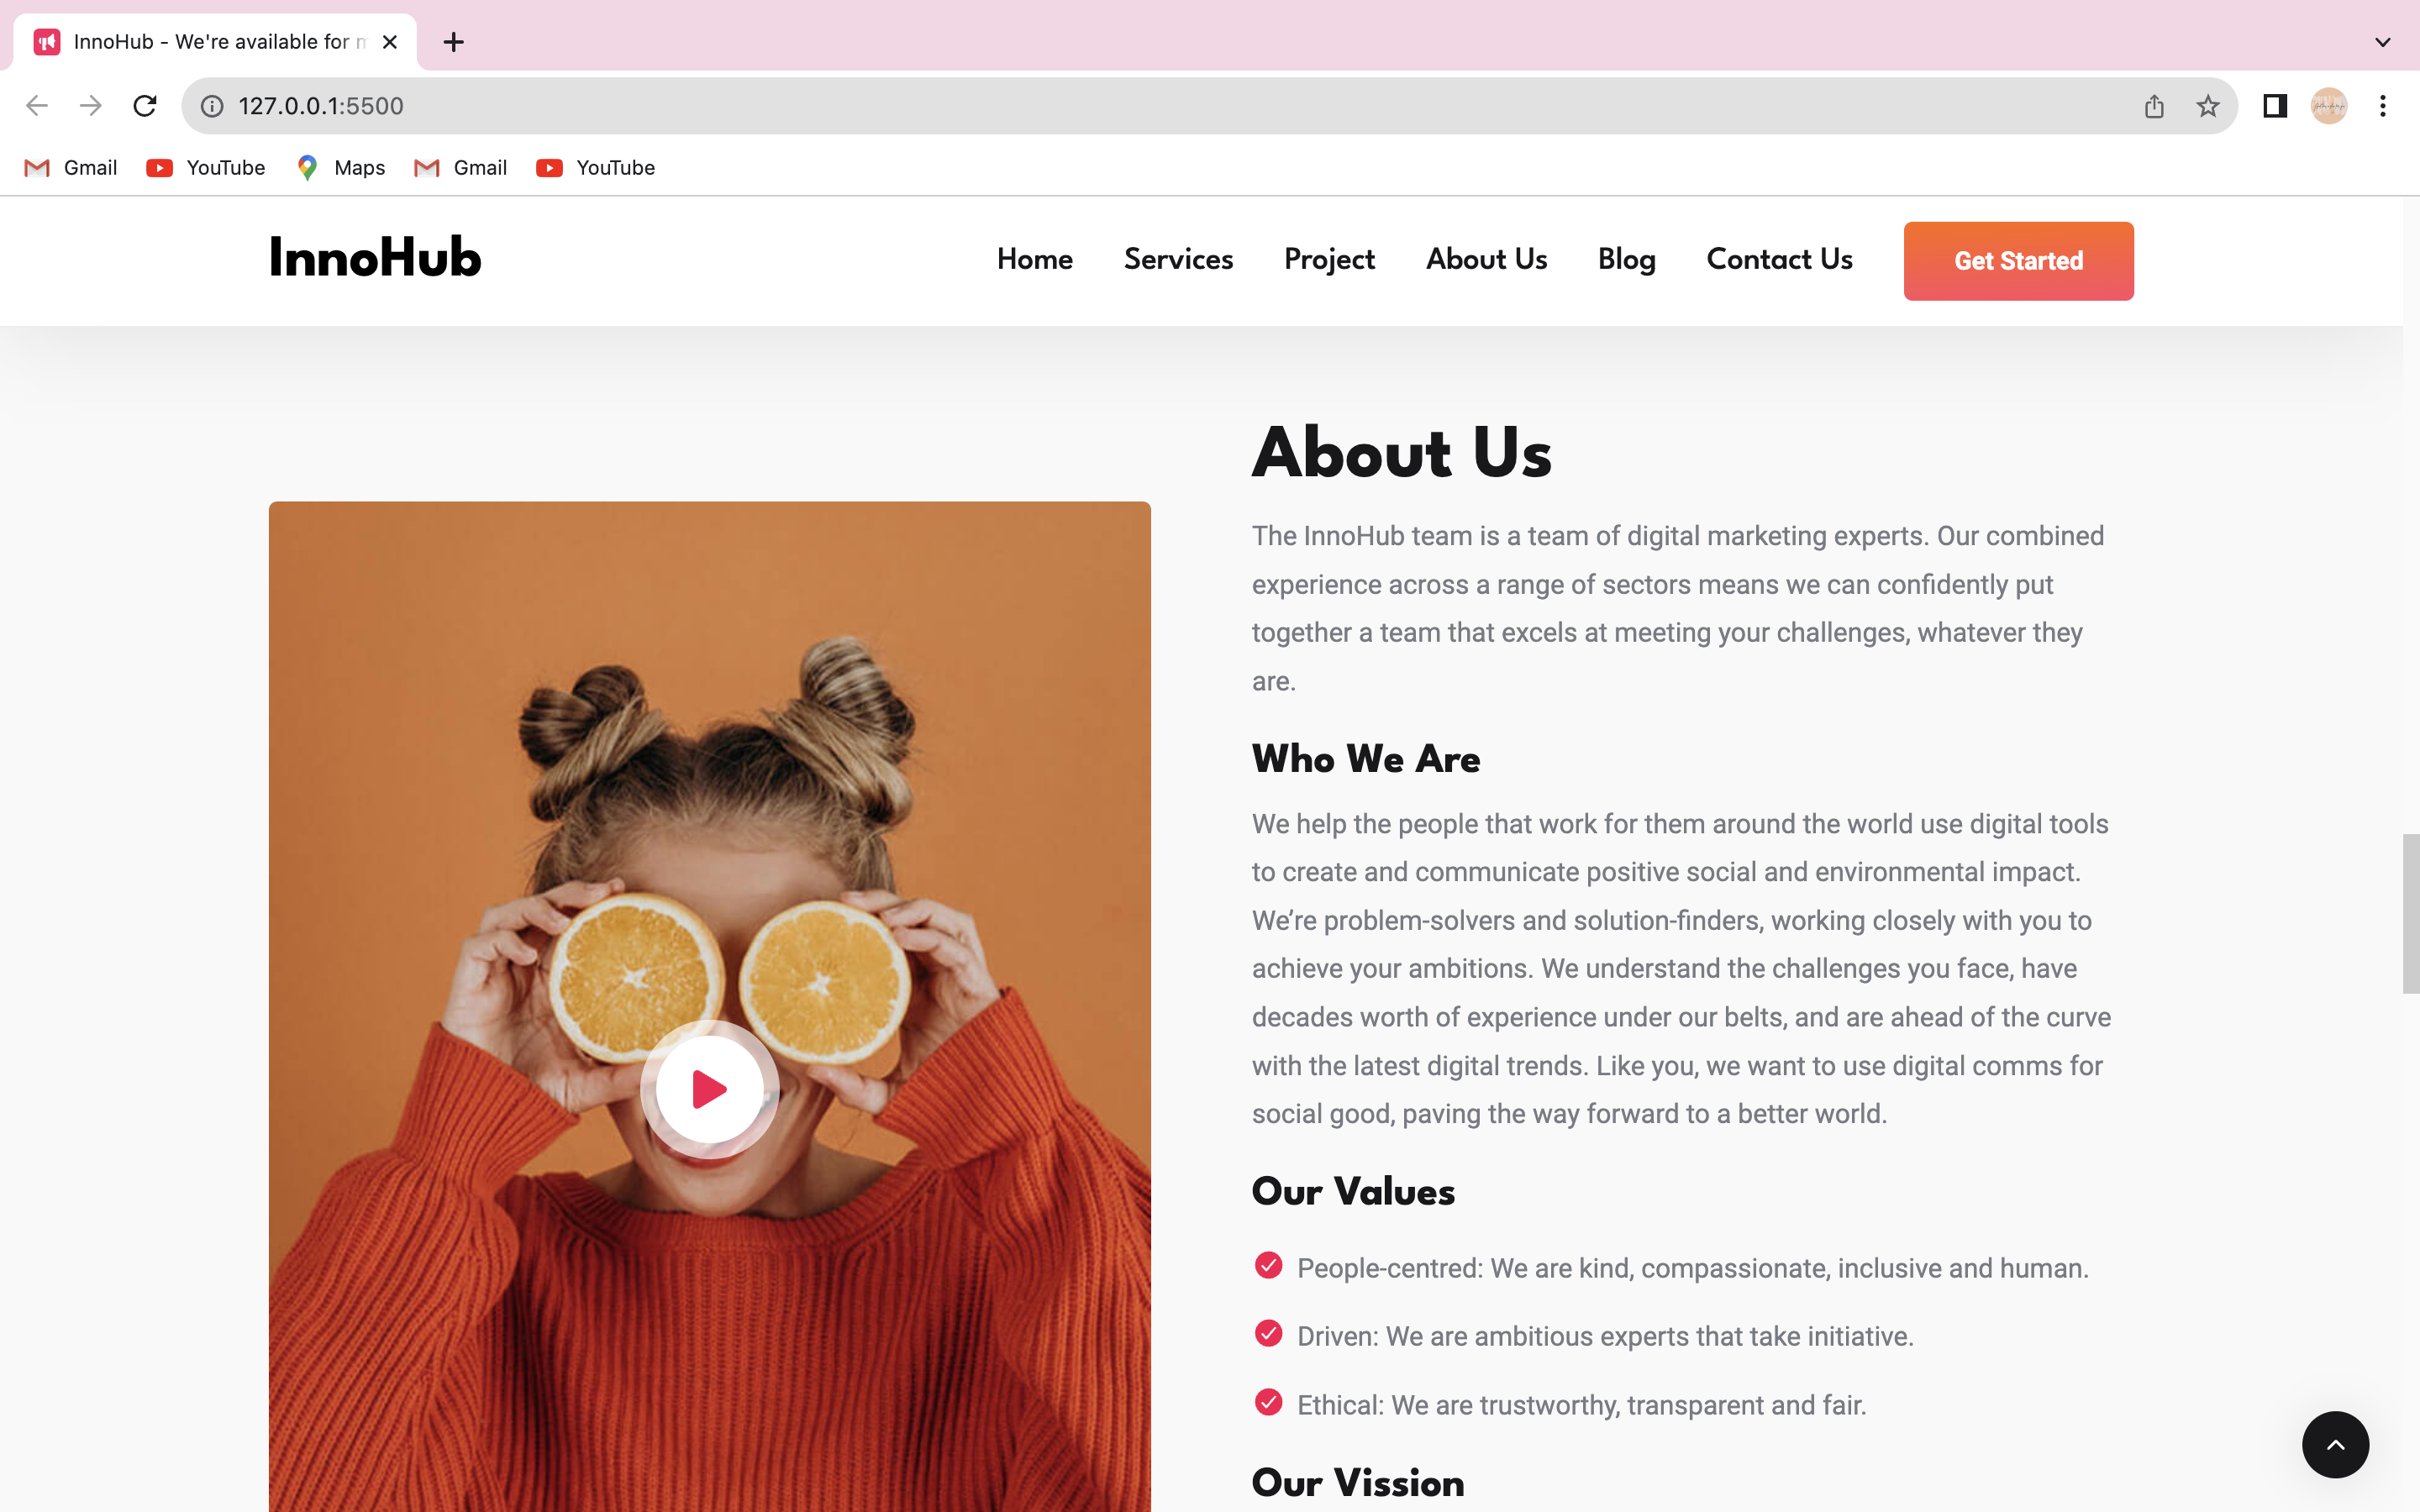 InnoHub - We're available for
127.0.0.1:5500
Gmail YouTube Maps Gmail YouTube
InnoHub Home Services Project About Us Blog Contact Us Get Started
About Us
The InnoHub team is a team of digital marketing experts. Our combined
experience across a range of sectors means we can confidently put
together a team that excels at meeting your challenges, whatever they
are.
Who We Are
We help the people that work for them around the world use digital tools
to create and communicate positive social and environmental impact.
We’re problem-solvers and solution-finders, working closely with you to
achieve your ambitions. We understand the challenges you face, have
decades worth of experience under our belts, and are ahead of the curve
with the latest digital trends. Like you, we want to use digital comms for
social good, paving the way forward to a better world.
Our Values
People-centred: We are kind, compassionate, inclusive and human.
Driven: We are ambitious experts that take initiative.
Ethical: We are trustworthy, transparent and fair.
Our Vission